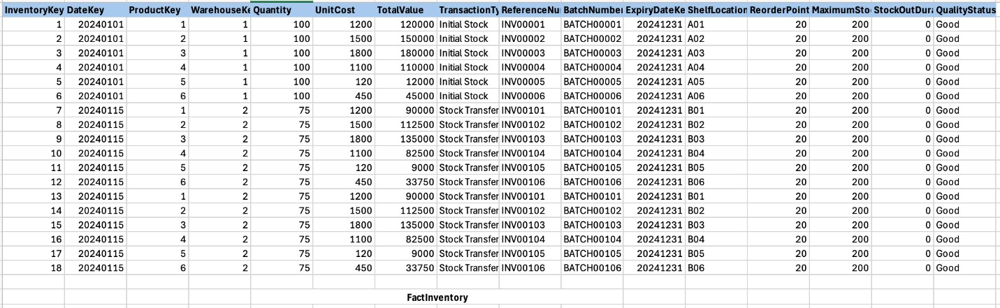 InventoryKey DateKey ProductKey WarehouseKe Quantity UnitCost TotalValue TransactionTy ReferenceNu BatchNumber ExpiryDateKe ShelfLocation ReorderPoint MaximumSto StockOutDura QualityStatus
1 20240101 1 1 100 1200 120000 Initial Stock INV00001 BATCH00001 20241231 A01 20 200 0 Good
2 20240101 2 1 100 1500 150000 Initial Stock INV00002 BATCH00002 20241231 A02 20 200 0 Good
3 20240101 3 1 100 1800 180000 Initial Stock INV00003 BATCH00003 20241231 A03 20 200 0 Good
4 20240101 4 1 100 1100 110000 Initial Stock INV00004 BATCH00004 20241231 A04 20 200 0 Good
5 20240101 5 1 100 120 12000 Initial Stock INV00005 BATCH00005 20241231 A05 20 200 0 Good
6 20240101 6 1 100 450 45000 Initial Stock INV00006 BATCH00006 20241231 A06 20 200 0 Good
7 20240115 1 2 75 1200 90000 Stock Transfer INV00101 BATCH00101 20241231 B01 20 200 0 Good
8 20240115 2 2 75 1500 112500 Stock Transfer INV00102 BATCH00102 20241231 B02 20 200 0 Good
9 20240115 3 2 75 1800 135000 Stock Transfer INV00103 BATCH00103 20241231 B03 20 200 0 Good
10 20240115 4 2 75 1100 82500 Stock Transfer INV00104 BATCH00104 20241231 B04 20 200 0 Good
11 20240115 5 2 75 120 9000 Stock Transfer INV00105 BATCH00105 20241231 B05 20 200 0 Good
12 20240115 6 2 75 450 33750 Stock Transfer INV00106 BATCH00106 20241231 B06 20 200 0 Good
13 20240115 1 2 75 1200 90000 Stock Transfer INV00101 BATCH00101 20241231 B01 20 200 0 Good
14 20240115 2 2 75 1500 112500 Stock Transfer INV00102 BATCH00102 20241231 B02 20 200 0 Good
15 20240115 3 2 75 1800 135000 Stock Transfer INV00103 BATCH00103 20241231 B03 20 200 0 Good
16 20240115 4 2 75 1100 82500 Stock Transfer INV00104 BATCH00104 20241231 B04 20 200 0 Good
17 20240115 5 2 75 120 9000 Stock Transfer INV00105 BATCH00105 20241231 B05 20 200 0 Good
18 20240115 6 2 75 450 33750 Stock Transfer INV00106 BATCH00106 20241231 B06 20 200 0 Good
FactInventory